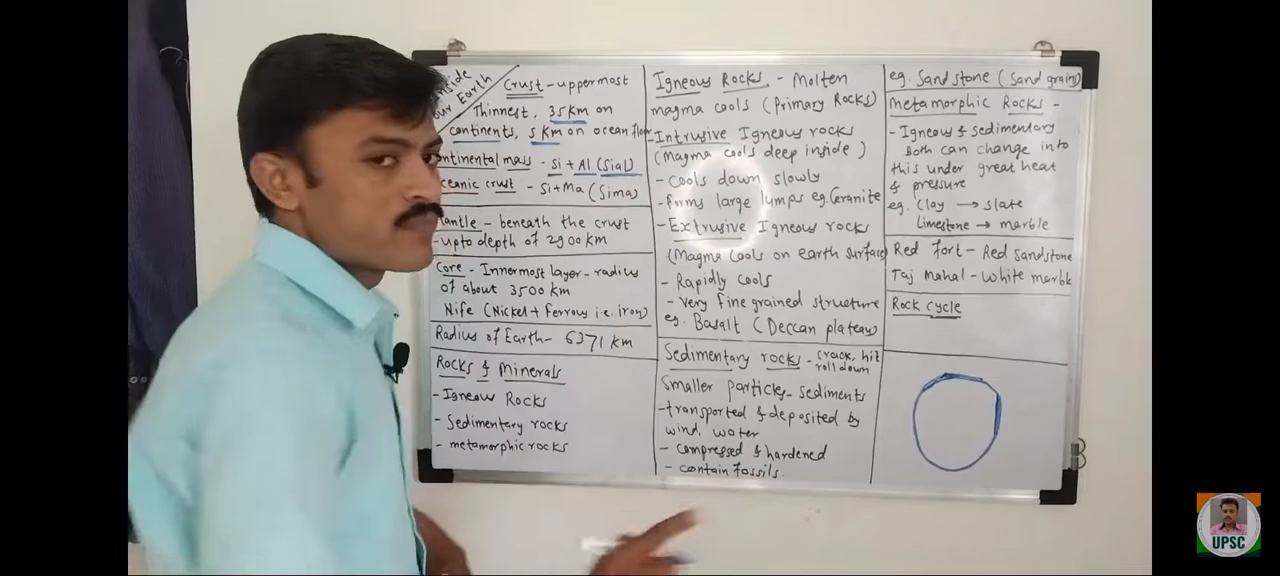 inside
our Earth
Crust - uppermost
Thinnest, 35km on
continents, 5 km on ocean floor
ontinental mass - Si + Al (Sial)
ceanic crust - Si+Ma (Sima)
antle - beneath the crust
- upto depth of 2900 km
Core - Innermost layer - radius
of about 3500 km
Nife (Nickel + Ferrous i.e. iron)
Radius of Earth - 6371 km
Rocks & Minerals
- Igneous Rocks
- Sedimentary rocks
- metamorphic rocks
Igneous Rocks - Molten
magma cools (Primary Rocks)
- Intrusive Igneous rocks
(Magma cools deep inside)
- cools down slowly
- forms large lumps eg. Granite
- Extrusive Igneous rocks
(Magma cools on earth surface)
- Rapidly cools
- very fine grained structure
eg. Basalt (Deccan plateau)
Sedimentary rocks - crack, hit
roll down
Smaller particles - sediments
- transported & deposited by
wind, water
- compressed & hardened
- contain fossils.
eg. Sandstone (Sand grains)
Metamorphic Rocks -
- Igneous & sedimentary
Both can change into
this under great heat
& pressure
eg. Clay → slate
Limestone → marble
Red Fort - Red Sandstone
Taj Mahal - White marble
Rock cycle
UPSC